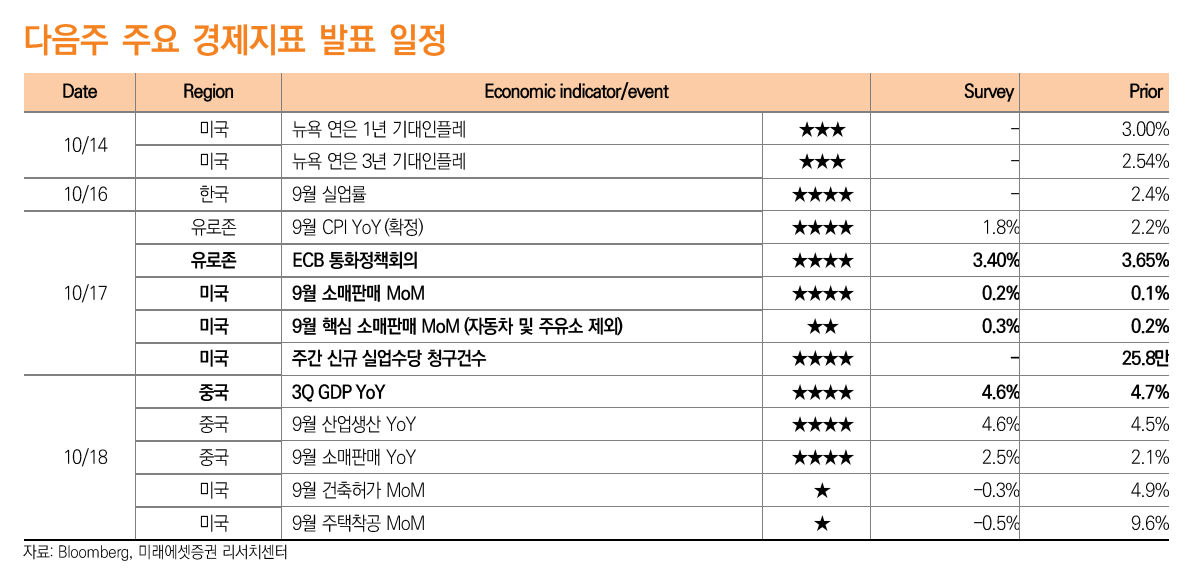 다음주 주요 경제지표 발표 일정
Date Region Economic indicator/event Survey Prior
10/14 미국 뉴욕 연은 1년 기대인플레 ★★★ – 3.00%
미국 뉴욕 연은 3년 기대인플레 ★★★ – 2.54%
10/16 한국 9월 실업률 ★★★★ – 2.4%
10/17 유로존 9월 CPI YoY (확정) ★★★★ 1.8% 2.2%
유로존 ECB 통화정책회의 ★★★★ 3.40% 3.65%
미국 9월 소매판매 MoM ★★★★ 0.2% 0.1%
미국 9월 핵심 소매판매 MoM (자동차 및 주유소 제외) ★★ 0.3% 0.2%
미국 주간 신규 실업수당 청구건수 ★★★★ – 25.8만
10/18 중국 3Q GDP YoY ★★★★ 4.6% 4.7%
중국 9월 산업생산 YoY ★★★★ 4.6% 4.5%
중국 9월 소매판매 YoY ★★★★ 2.5% 2.1%
미국 9월 건축허가 MoM ★ -0.3% 4.9%
미국 9월 주택착공 MoM ★ -0.5% 9.6%
자료: Bloomberg, 미래에셋증권 리서치센터